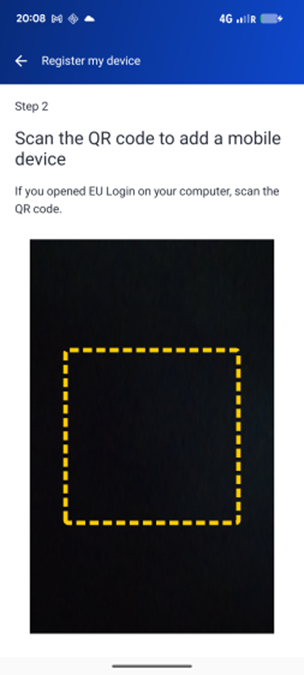 20:08 4G R
Register my device
Step 2
Scan the QR code to add a mobile
device
If you opened EU Login on your computer, scan the
QR code.